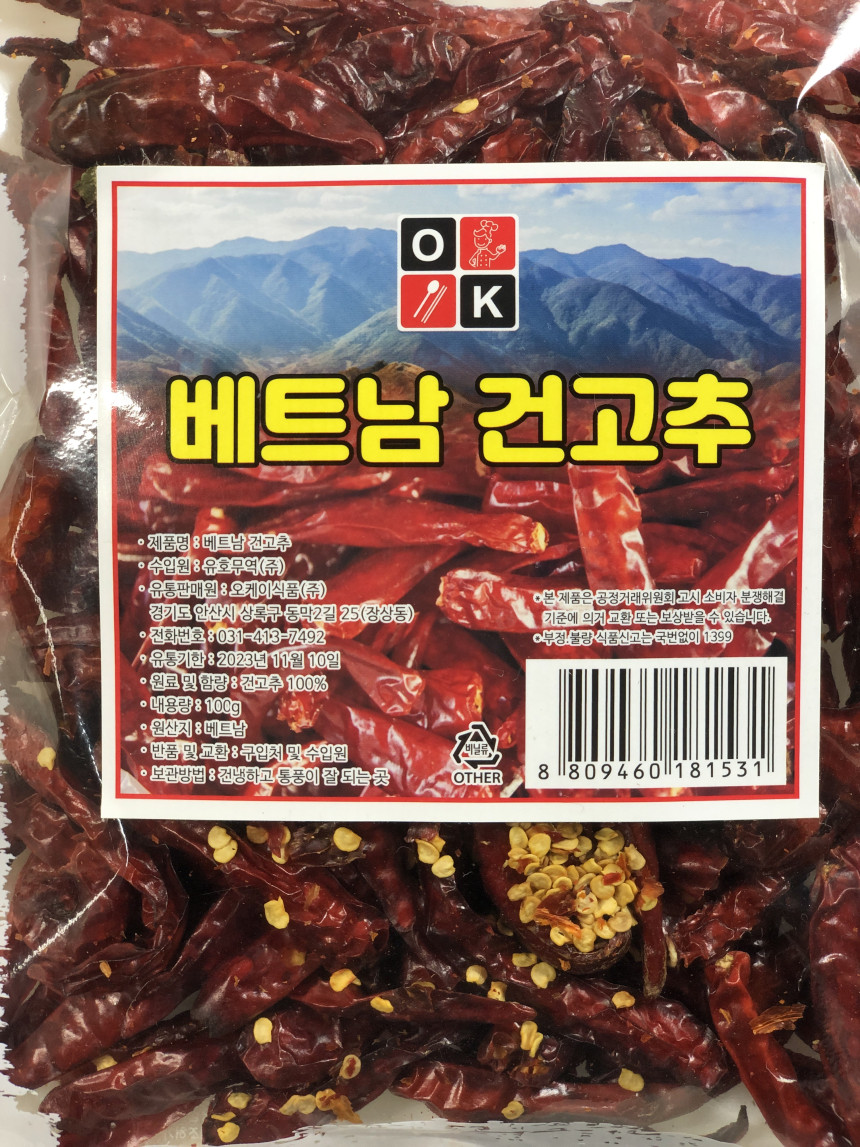 O
K
베트남 건고추
· 제품명 : 베트남 건고추
· 수입원 : 유호무역(주)
· 유통판매원 : 오케이식품(주)
경기도 안산시 상록구 동막2길 25(장상동)
· 전화번호 : 031-413-7492
· 유통기한 : 2023년 11월 10일
· 원료 및 함량 : 건고추 100%
· 내용량 : 100g
· 원산지 : 베트남
· 반품 및 교환 : 구입처 및 수입원
· 보관방법 : 건냉하고 통풍이 잘 되는 곳
• 본 제품은 공정거래위원회 고시 소비자 분쟁해결
기준에 의거 교환 또는 보상받을 수 있습니다.
• 부정.불량 식품신고는 국번없이 1399
비닐류
OTHER
8 809460 181531